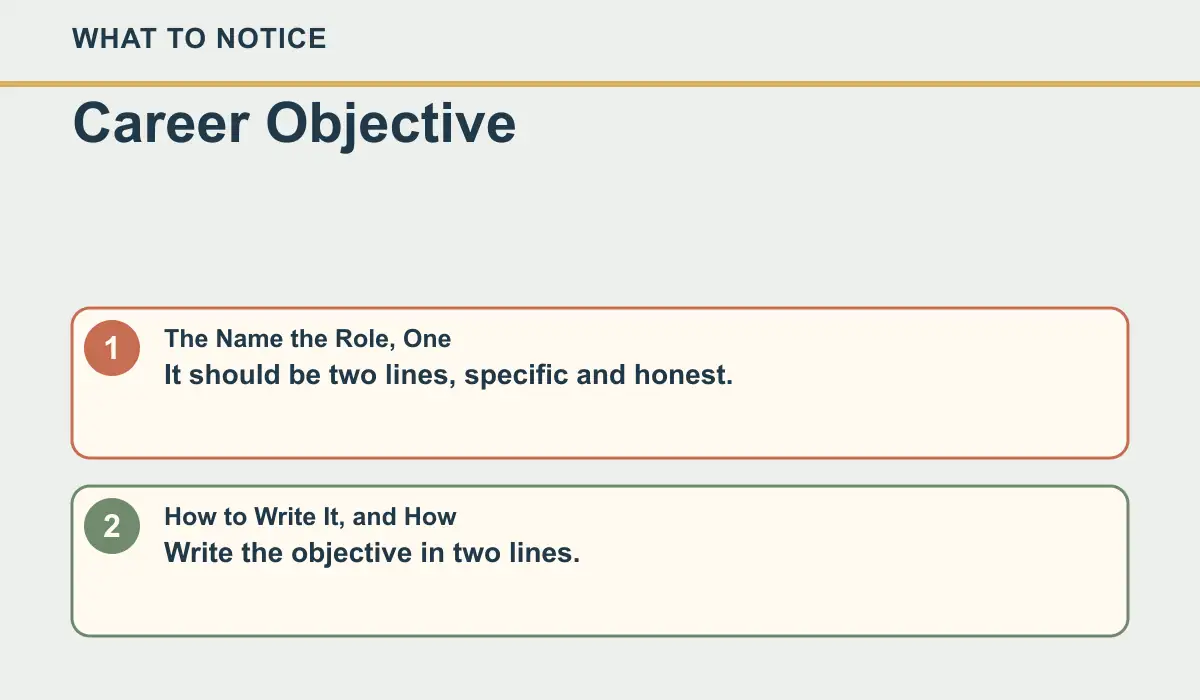 WHAT TO NOTICE
Career Objective
1
The Name the Role, One
It should be two lines, specific and honest.
2
How to Write It, and How
Write the objective in two lines.